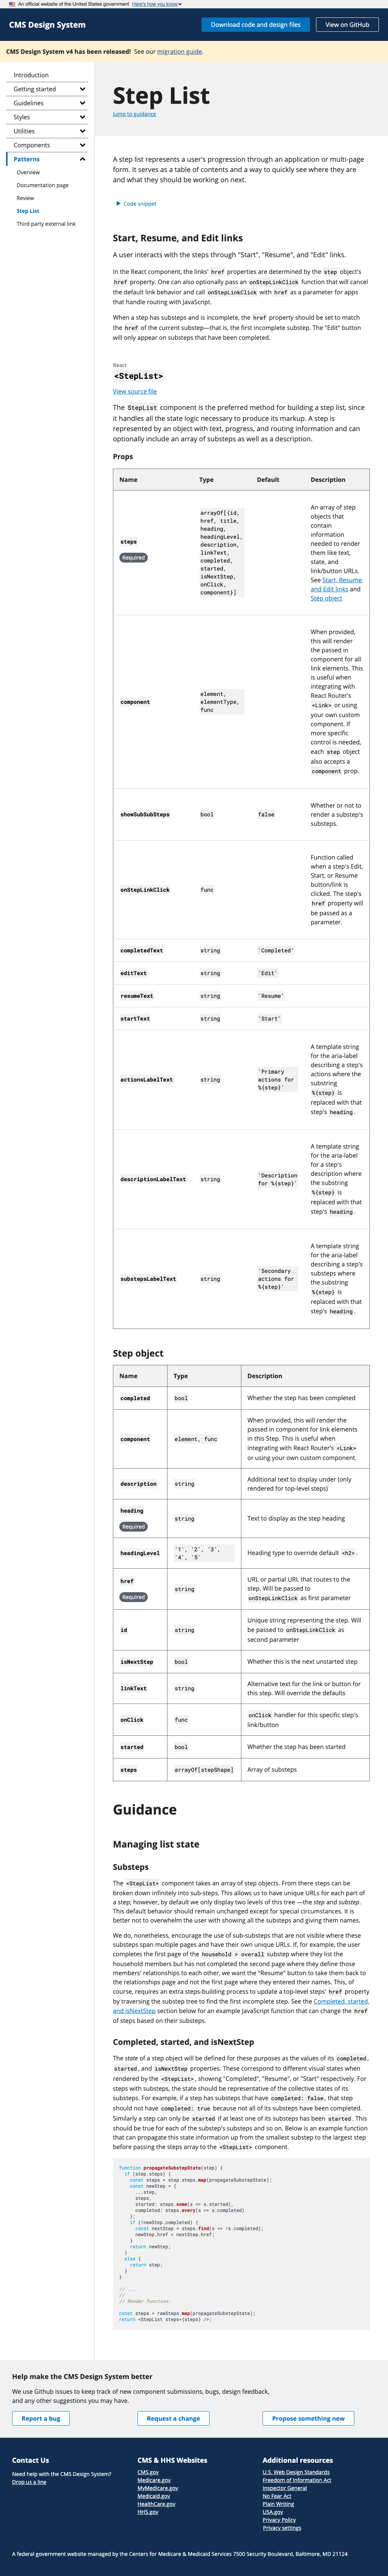 An official website of the United States government Here's how you know
CMS Design System
Download code and design files
View on GitHub
CMS Design System v4 has been released! See our migration guide.
Introduction
Getting started
Guidelines
Styles
Utilities
Components
Patterns
Overview
Documentation page
Review
Step List
Third party external link
Step List
Jump to guidance
A step list represents a user's progression through an application or multi-page
form. It serves as a table of contents and a way to quickly see where they are
and what they should be working on next.
Code snippet
Start, Resume, and Edit links
A user interacts with the steps through "Start", "Resume", and "Edit" links.
In the React component, the links' href properties are determined by the step object's
href property. One can also optionally pass an onStepLinkClick function that will cancel
the default link behavior and call onStepLinkClick with href as a parameter for apps
that handle routing with JavaScript.
When a step has substeps and is incomplete, the href property should be set to match
the href of the current substep—that is, the first incomplete substep. The "Edit" button
will only appear on substeps that have been completed.
React
<StepList>
View source file
The StepList component is the preferred method for building a step list, since
it handles all the state logic necessary to produce its markup. A step is
represented by an object with text, progress, and routing information and can
optionally include an array of substeps as well as a description.
Props
Name Type Default Description
steps
Required
arrayOf[{id,
href, title,
heading,
headingLevel,
description,
linkText,
completed,
started,
isNextStep,
onClick,
component}]
An array of step
objects that
contain
information
needed to render
them like text,
state, and
link/button URLs.
See Start, Resume,
and Edit links and
Step object
component
element,
elementType,
func
When provided,
this will render
the passed in
component for all
link elements. This
is useful when
integrating with
React Router's
<Link> or using
your own custom
component. If
more specific
control is needed,
each step object
also accepts a
component prop.
showSubSubSteps bool false
Whether or not to
render a substep's
substeps.
onStepLinkClick func
Function called
when a step's Edit,
Start, or Resume
button/link is
clicked. The step's
href property will
be passed as a
parameter.
completedText string 'Completed'
editText string 'Edit'
resumeText string 'Resume'
startText string 'Start'
actionsLabelText string
'Primary
actions for
%{step}'
A template string
for the aria-label
describing a step's
actions where the
substring
%{step} is
replaced with that
step's heading.
descriptionLabelText string
'Description
for %{step}'
A template string
for the aria-label
for a step's
description where
the substring
%{step} is
replaced with that
step's heading.
substepsLabelText string
'Secondary
actions for
%{step}'
A template string
for the aria-label
describing a step's
substeps where
the substring
%{step} is
replaced with that
step's heading.
Step object
Name Type Description
completed bool Whether the step has been completed
component element, func
When provided, this will render the
passed in component for link elements
in this Step. This is useful when
integrating with React Router's <Link>
or using your own custom component.
description string
Additional text to display under (only
rendered for top-level steps)
heading
Required
string Text to display as the step heading
headingLevel
'1', '2', '3',
'4', '5'
Heading type to override default <h2>.
href
Required
string
URL or partial URL that routes to the
step. Will be passed to
onStepLinkClick as first parameter
id string
Unique string representing the step. Will
be passed to onStepLinkClick as
second parameter
isNextStep bool Whether this is the next unstarted step
linkText string
Alternative text for the link or button for
this step. Will override the defaults
onClick func
onClick handler for this specific step's
link/button
started bool Whether the step has been started
steps arrayOf[stepShape] Array of substeps
Guidance
Managing list state
Substeps
The <StepList> component takes an array of step objects. From there steps can be
broken down infinitely into sub-steps. This allows you to have unique URLs for each part of
a step; however, by default we only display two levels of this tree —the step and substep.
This default behavior should remain unchanged except for special circumstances. It is
better not to overwhelm the user with showing all the substeps and giving them names.
We do, nonetheless, encourage the use of sub-substeps that are not visible where these
substeps span multiple pages and have their own unique URLs. If, for example, the user
completes the first page of the household > overall substep where they list the
household members but has not completed the second page where they define those
members' relationships to each other, we want the "Resume" button to take them back to
the relationships page and not the first page where they entered their names. This, of
course, requires an extra steps-building process to populate a top-level steps' href property
by traversing the substep tree to find the first incomplete step. See the Completed, started,
and isNextStep section below for an example JavaScript function that can change the href
of steps based on their substeps.
Completed, started, and isNextStep
The state of a step object will be defined for these purposes as the values of its completed,
started, and isNextStep properties. These correspond to different visual states when
rendered by the <StepList>, showing "Completed", "Resume", or "Start" respectively. For
steps with substeps, the state should be representative of the collective states of its
substeps. For example, if a step has substeps that have completed: false, that step
should not have completed: true because not all of its substeps have been completed.
Similarly a step can only be started if at least one of its substeps has been started. This
should be true for each of the substep's substeps and so on. Below is an example function
that can propagate this state information up from the smallest substep to the largest step
before passing the steps array to the <StepList> component.
function propagateSubstepState(step) {
if (step.steps) {
const steps = step.steps.map(propagateSubstepState);
const newStep = {
...step,
steps,
started: steps.some(s => s.started),
completed: steps.every(s => s.completed)
};
if (!newStep.completed) {
const nextStep = steps.find(s => !s.completed);
newStep.href = nextStep.href;
}
return newStep;
}
else {
return step;
}
}
// ...
//
// Render function:
const steps = rawSteps.map(propagateSubstepState);
return <StepList steps={steps} />;
Help make the CMS Design System better
We use Github issues to keep track of new component submissions, bugs, design feedback,
and any other suggestions you may have.
Report a bug
Request a change
Propose something new
Contact Us
Need help with the CMS Design System?
Drop us a line
CMS & HHS Websites
CMS.gov
Medicare.gov
MyMedicare.gov
Medicaid.gov
HealthCare.gov
HHS.gov
Additional resources
U.S. Web Design Standards
Freedom of Information Act
Inspector General
No Fear Act
Plain Writing
USA.gov
Privacy Policy
Privacy settings
A federal government website managed by the Centers for Medicare & Medicaid Services 7500 Security Boulevard, Baltimore, MD 21124